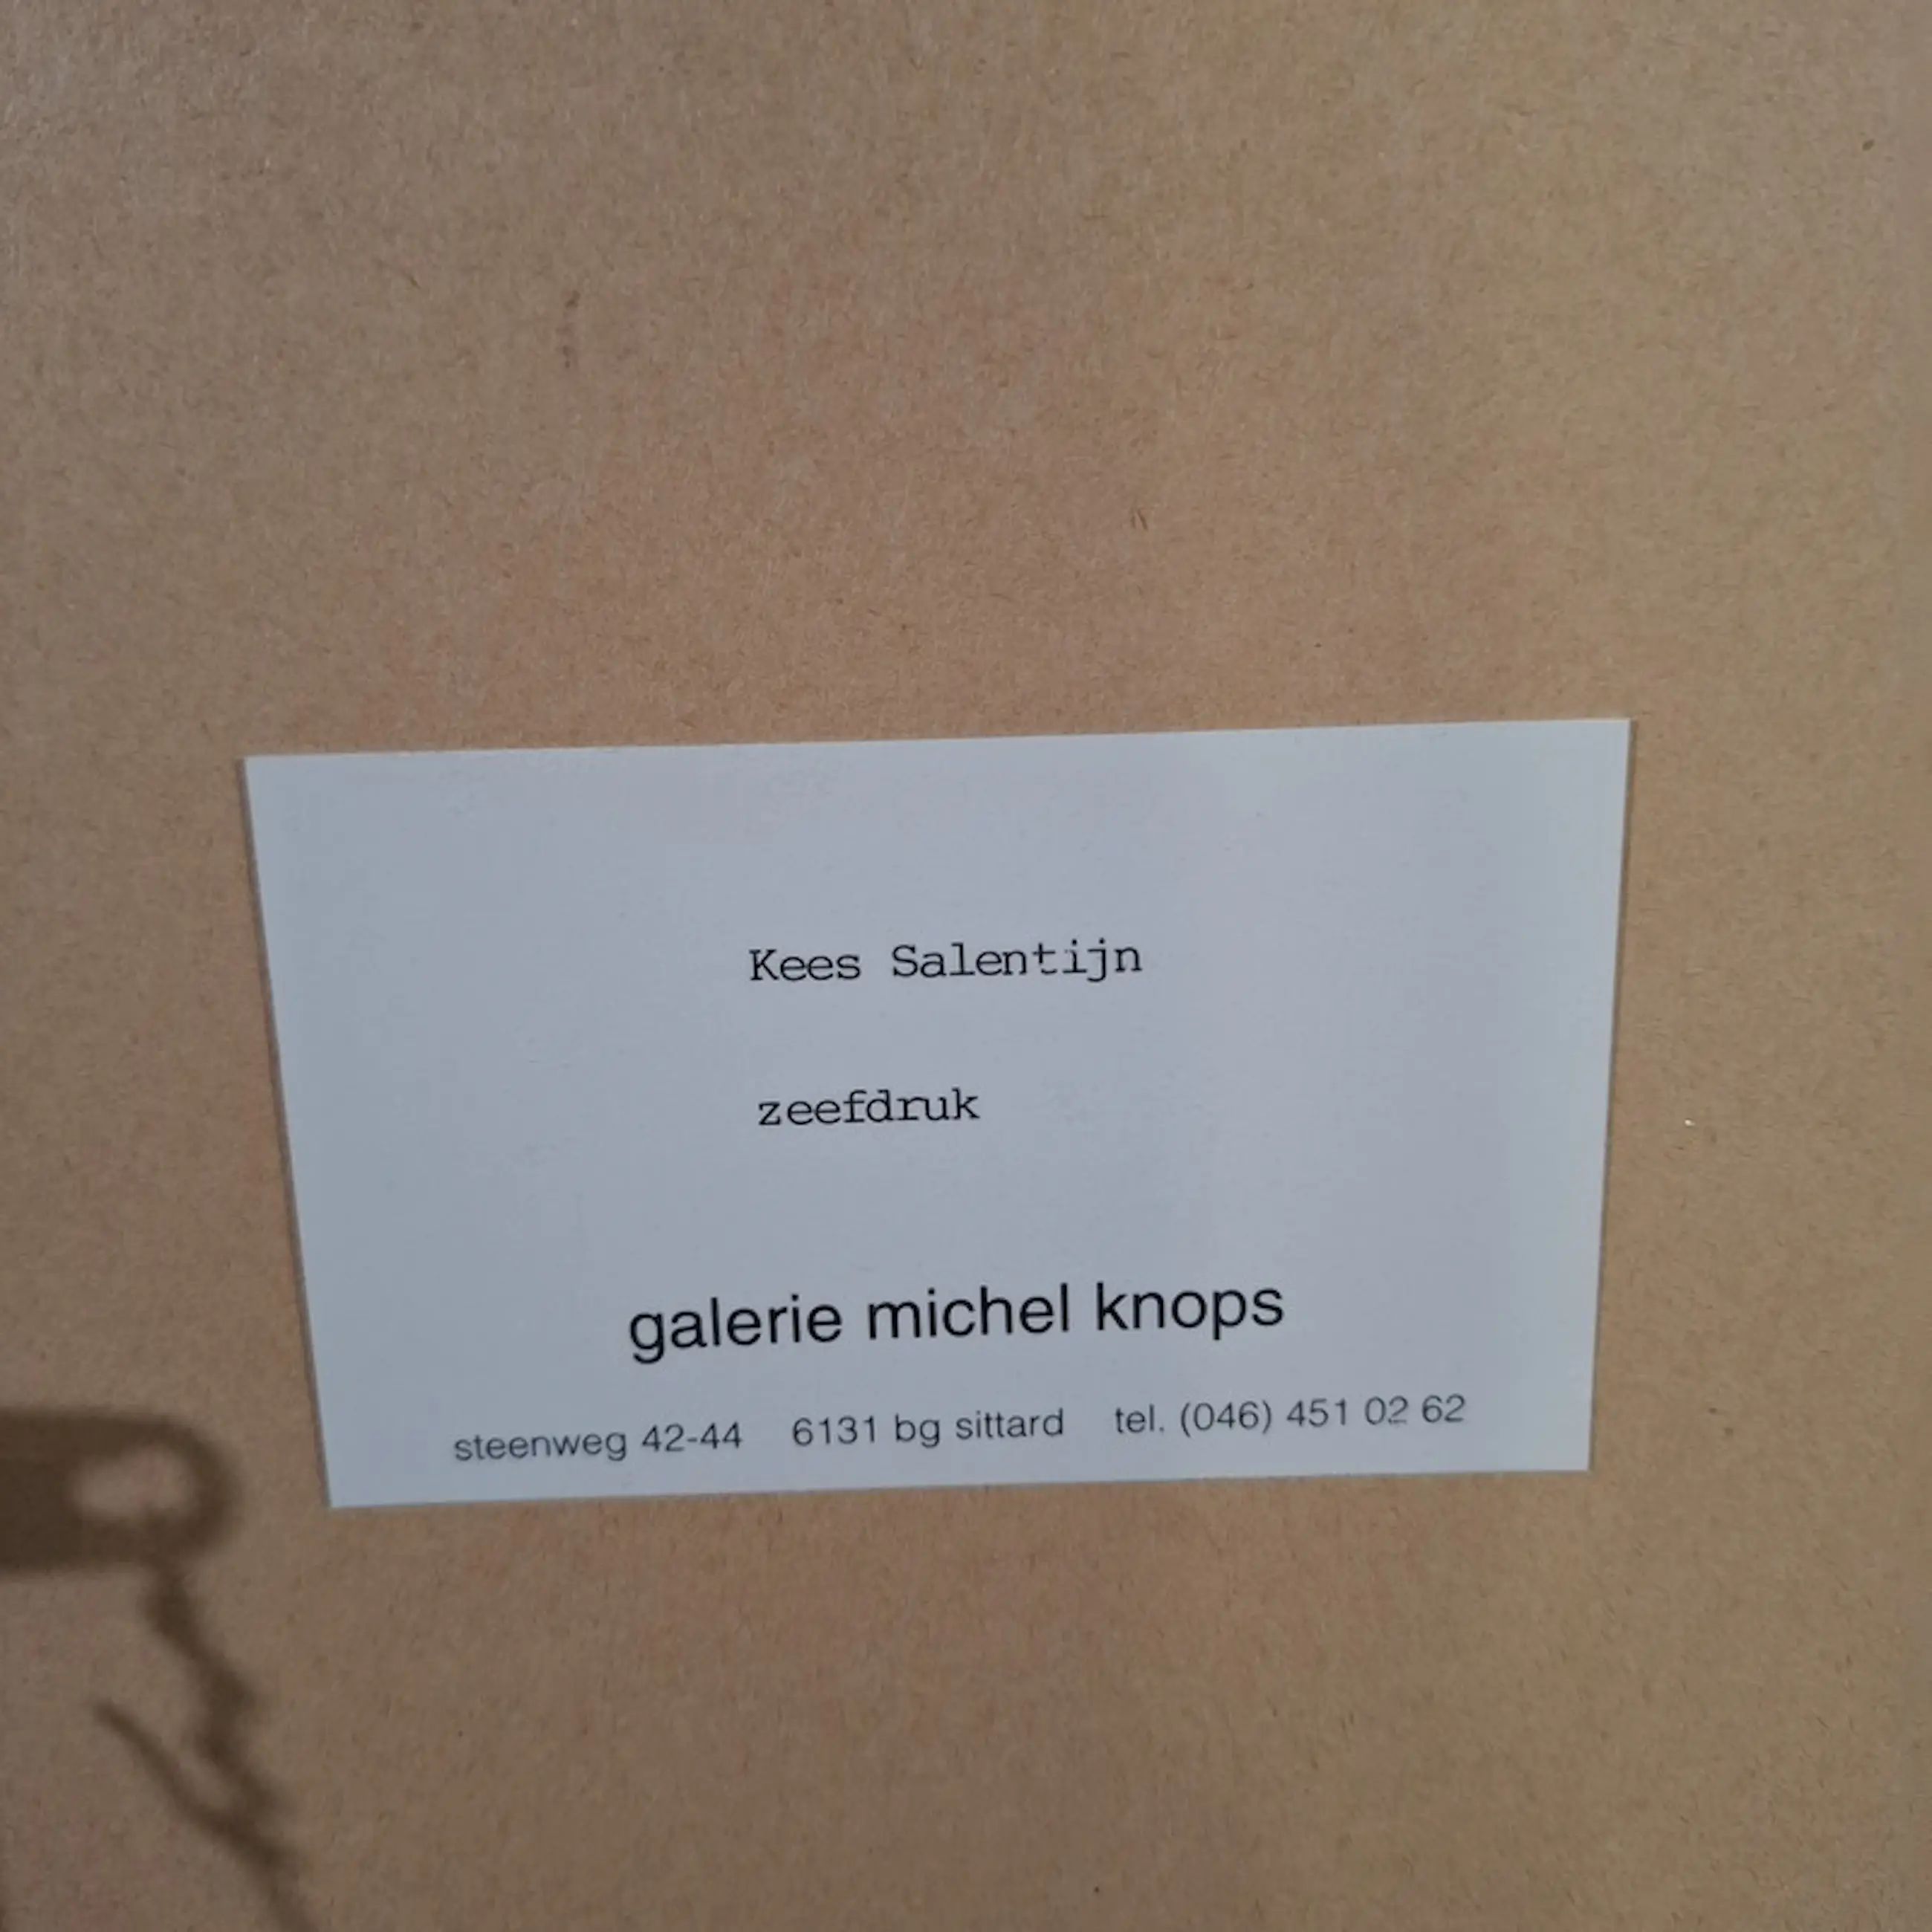 Kees Salentijn
zeefdruk
galerie michel knops
steenweg 42-44 6131 bg sittard tel. (046) 451 02 62